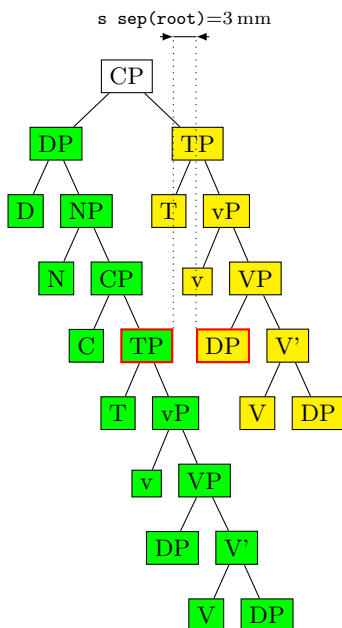 s sep(root)=3 mm
CP
DP TP
D NP T vP
N CP v VP
C TP DP V'
T vP V DP
v VP
DP V'
V DP